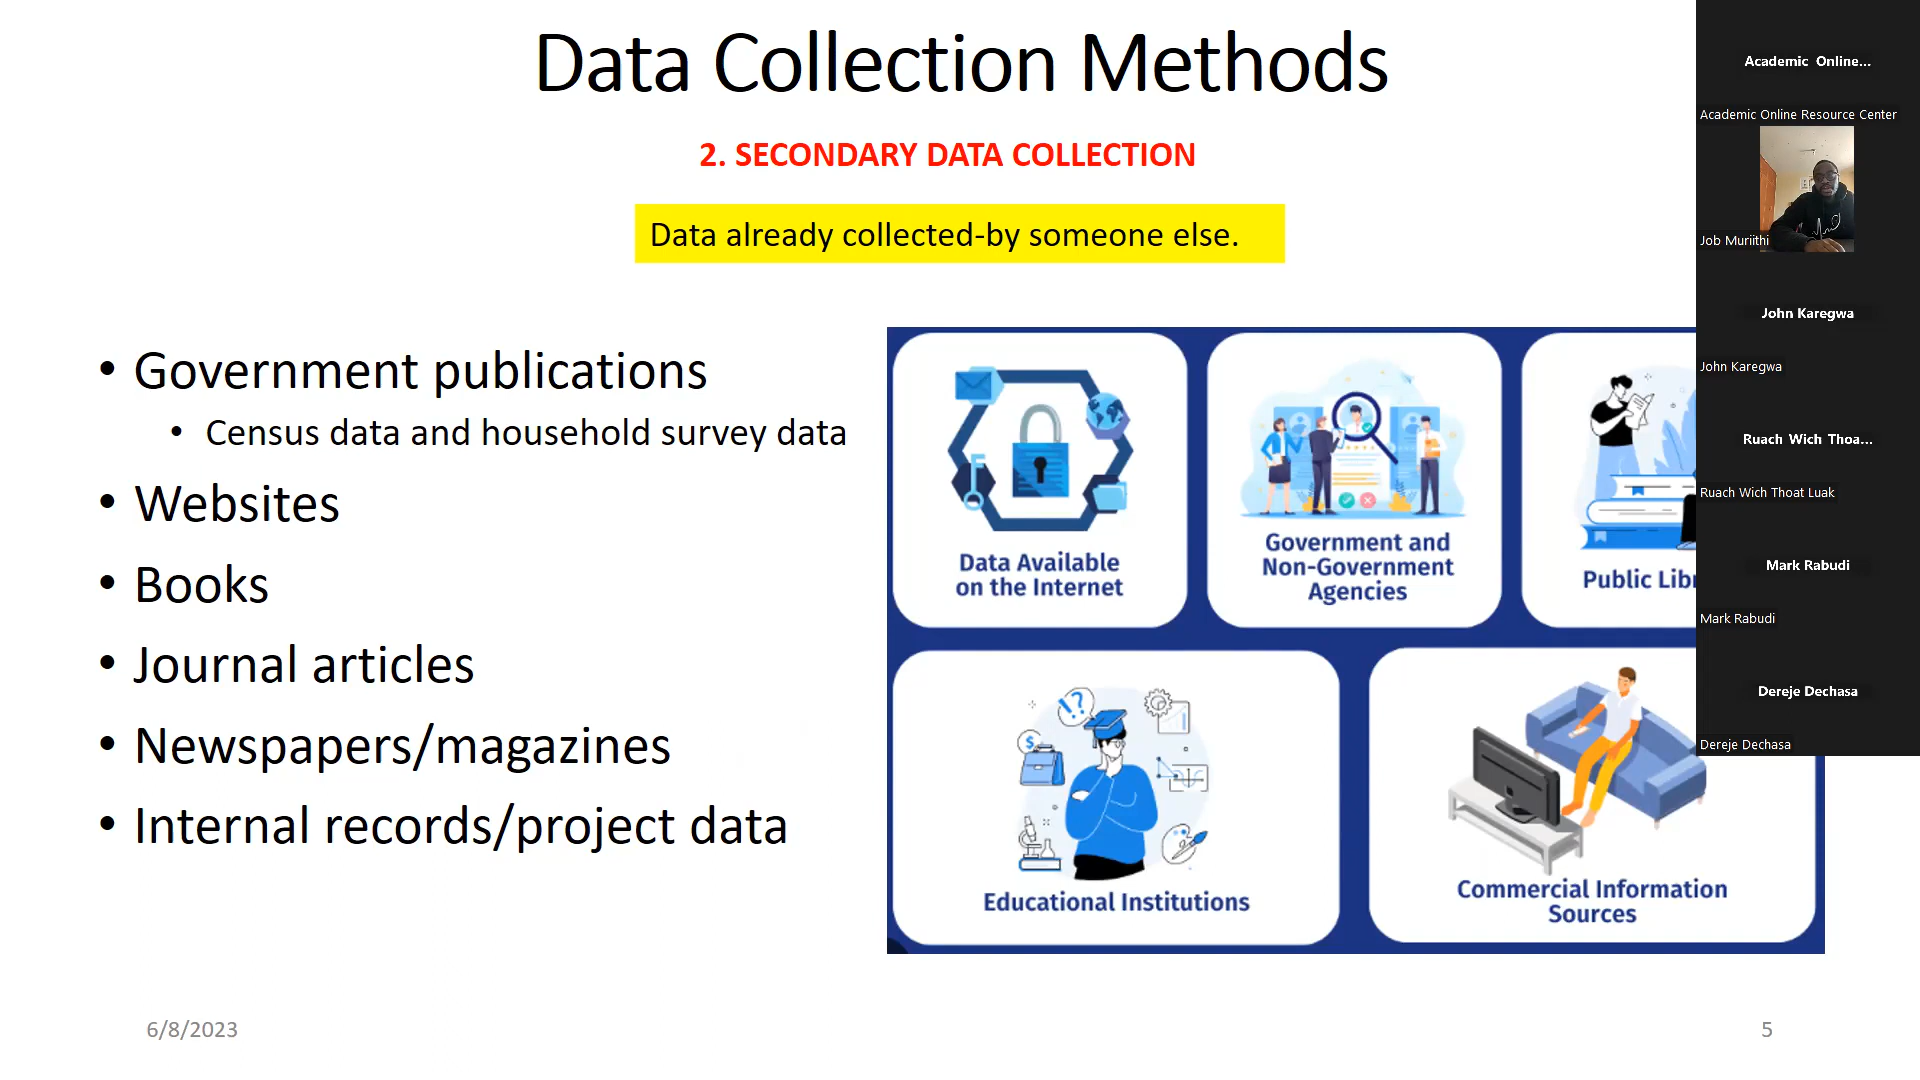 Data Collection Methods
2. SECONDARY DATA COLLECTION
Data already collected-by someone else.
• Government publications
• Census data and household survey data
• Websites
• Books
• Journal articles
• Newspapers/magazines
• Internal records/project data
Data Available
on the Internet
Government and
Non-Government
Agencies
Public
Educational Institutions
Commercial Information
Sources
6/8/2023
5
Academic Online...
Academic Online Resource Center
Job Muriithi
John Karegwa
John Karegwa
Ruach Wich Thoa...
Ruach Wich Thoat Luak
Mark Rabudi
Mark Rabudi
Dereje Dechasa
Dereje Dechasa